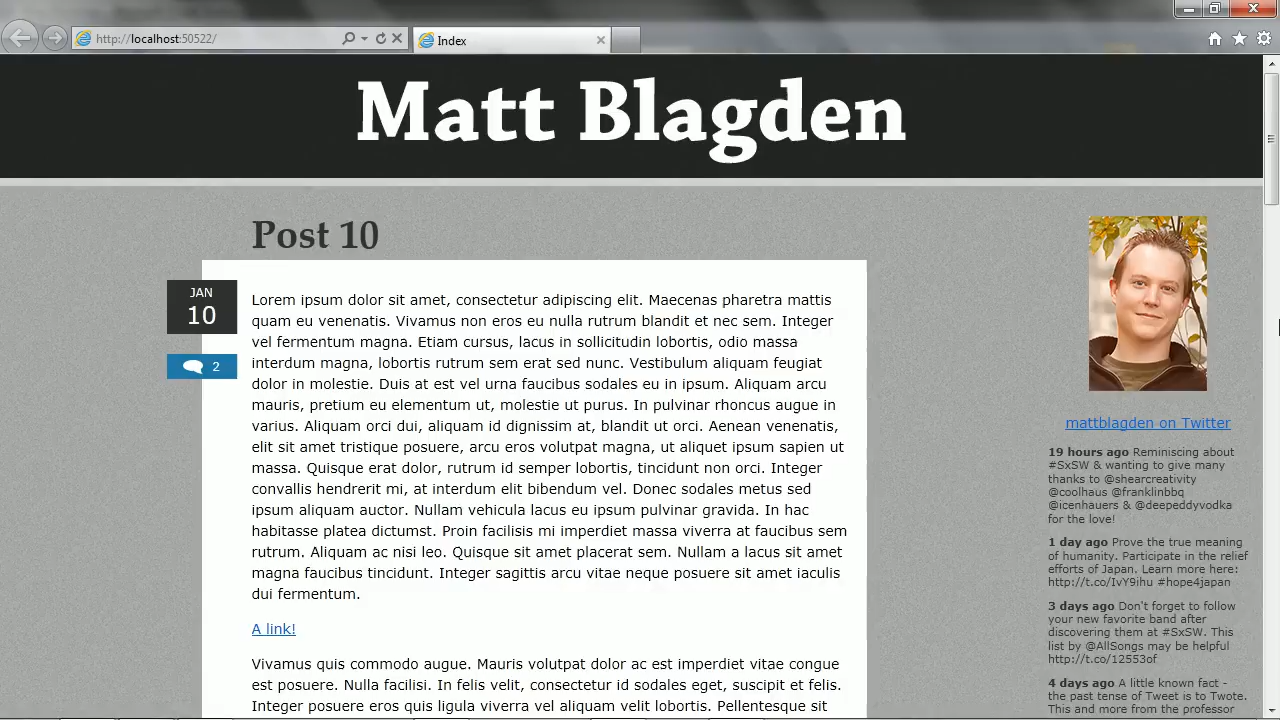 http://localhost:50522/
Index
Matt Blagden
Post 10
JAN
10
2
Lorem ipsum dolor sit amet, consectetur adipiscing elit. Maecenas pharetra mattis
quam eu venenatis. Vivamus non eros eu nulla rutrum blandit et nec sem. Integer
vel fermentum magna. Etiam cursus, lacus in sollicitudin lobortis, odio massa
interdum magna, lobortis rutrum sem erat sed nunc. Vestibulum aliquam feugiat
dolor in molestie. Duis at est vel urna faucibus sodales eu in ipsum. Aliquam arcu
mauris, pretium eu elementum ut, molestie ut purus. In pulvinar rhoncus augue in
varius. Aliquam orci dui, aliquam id dignissim at, blandit ut orci. Aenean venenatis,
elit sit amet tristique posuere, arcu eros volutpat magna, ut aliquet ipsum sapien ut
massa. Quisque erat dolor, rutrum id semper lobortis, tincidunt non orci. Integer
convallis hendrerit mi, at interdum elit bibendum vel. Donec sodales metus sed
ipsum aliquam auctor. Nullam vehicula lacus eu ipsum pulvinar gravida. In hac
habitasse platea dictumst. Proin facilisis mi imperdiet massa viverra at faucibus sem
rutrum. Aliquam ac nisi leo. Quisque sit amet placerat sem. Nullam a lacus sit amet
magna faucibus tincidunt. Integer sagittis arcu vitae neque posuere sit amet iaculis
dui fermentum.
A link!
Vivamus quis commodo augue. Mauris volutpat dolor ac est imperdiet vitae congue
est posuere. Nulla facilisi. In felis velit, consectetur id sodales eget, suscipit et felis.
Integer posuere eros quis ligula viverra vel aliquam velit lobortis. Pellentesque sit
mattblagden on Twitter
19 hours ago Reminiscing about
#SxSW & wanting to give many
thanks to @shearcreativity
@coolhaus @franklinbbq
@icenhauers & @deepeddyvodka
for the love!
1 day ago Prove the true meaning
of humanity. Participate in the relief
efforts of Japan. Learn more here:
http://t.co/IvY9ihu #hope4japan
3 days ago Don't forget to follow
your new favorite band after
discovering them at #SxSW. This
list by @AllSongs may be helpful
http://t.co/12553of
4 days ago A little known fact -
the past tense of Tweet is to Twote.
This and more from the professor